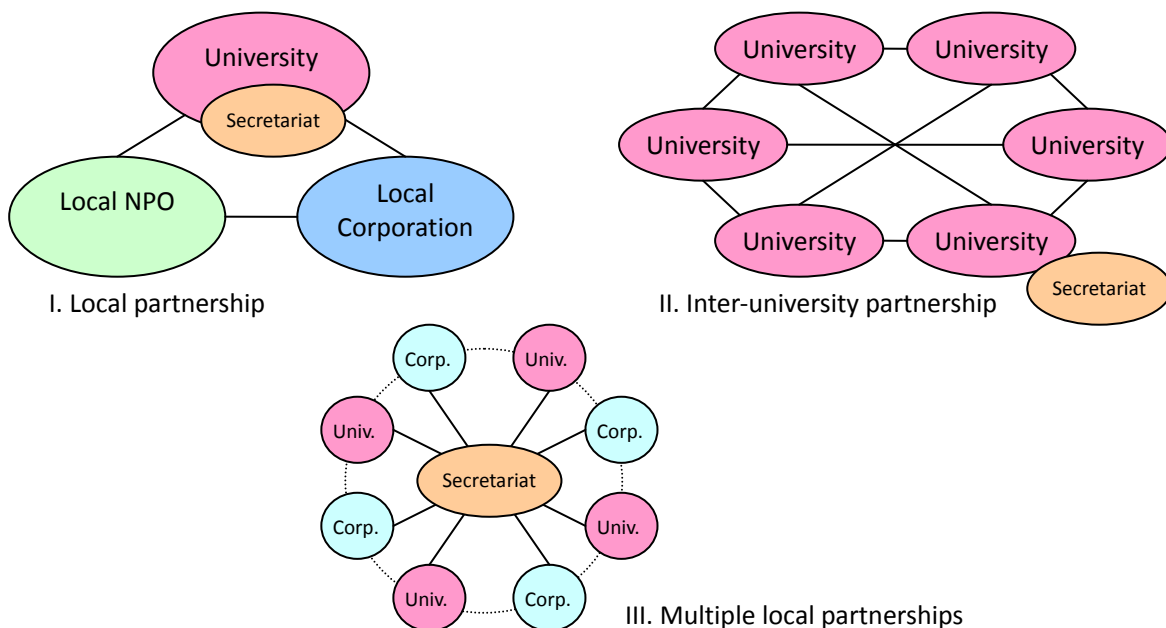 University
Secretariat
Local NPO
Local
Corporation
I. Local partnership
University
University
University
University
University
University
Secretariat
II. Inter-university partnership
Corp.
Univ.
Univ.
Corp.
Secretariat
Corp.
Univ.
Univ.
Corp.
III. Multiple local partnerships